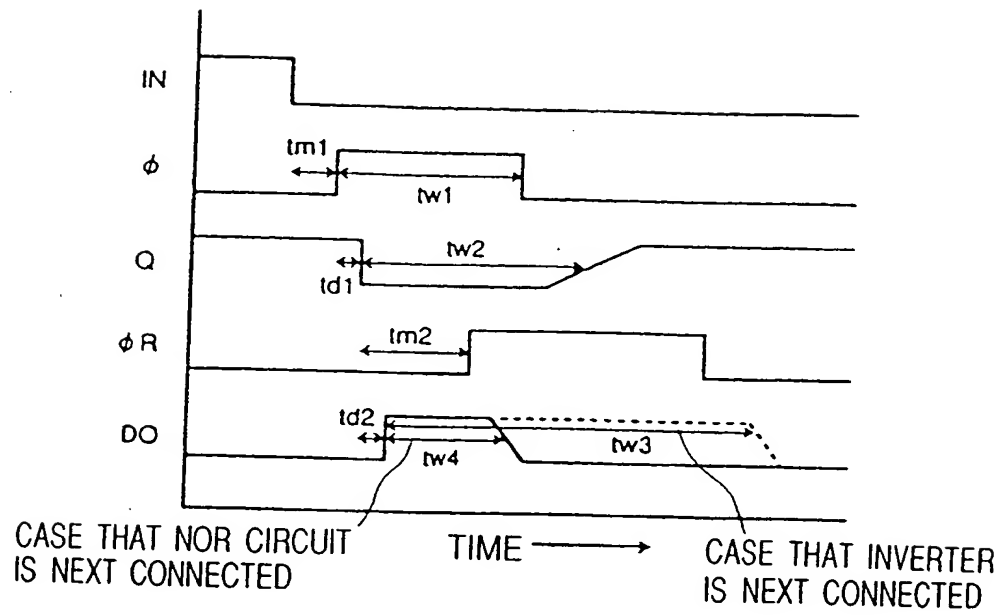 IN
tm1
ϕ
tw1
Q
tw2
td1
ϕR
tm2
td2
DO
tw4
tw3
CASE THAT NOR CIRCUIT
IS NEXT CONNECTED
TIME
CASE THAT INVERTER
IS NEXT CONNECTED